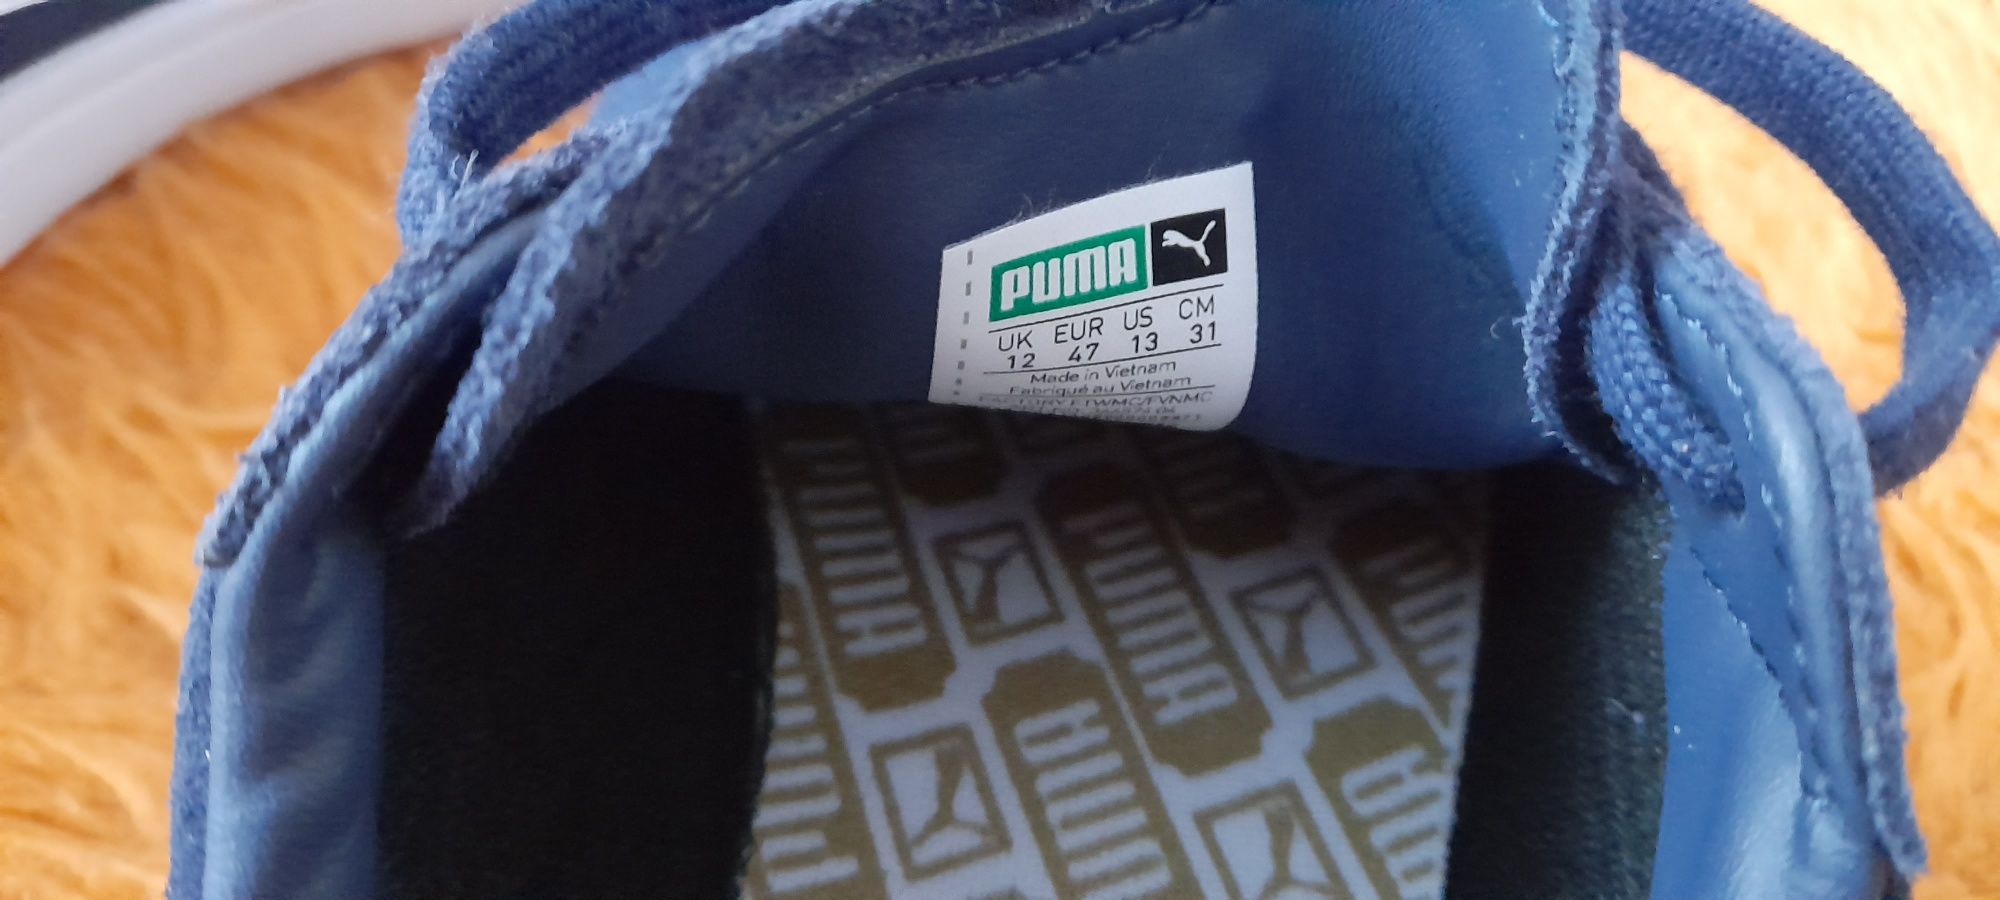 PUMA
UK EUR US CM
12 47 13 31
Made in Vietnam
Fabriqué au Vietnam
PUMA
PUMA
PUMA
PUMA
PUMA